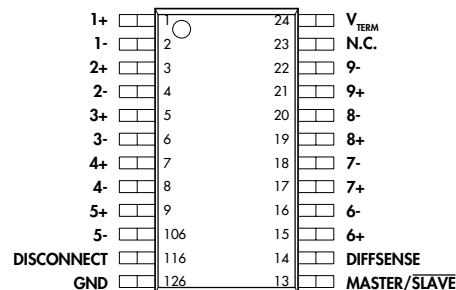 1+ 1 24 V_TERM
1- 2 23 N.C.
2+ 3 22 9-
2- 4 21 9+
3+ 5 20 8-
3- 6 19 8+
4+ 7 18 7-
4- 8 17 7+
5+ 9 16 6-
5- 106 15 6+
DISCONNECT 116 14 DIFFSENSE
GND 126 13 MASTER/S̅L̅A̅V̅E̅